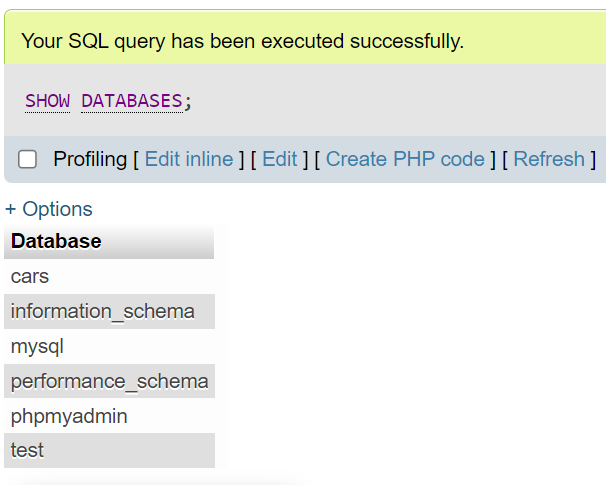 Your SQL query has been executed successfully.
SHOW DATABASES;
Profiling [ Edit inline ] [ Edit ] [ Create PHP code ] [ Refresh ]
+ Options
Database
cars
information_schema
mysql
performance_schema
phpmyadmin
test